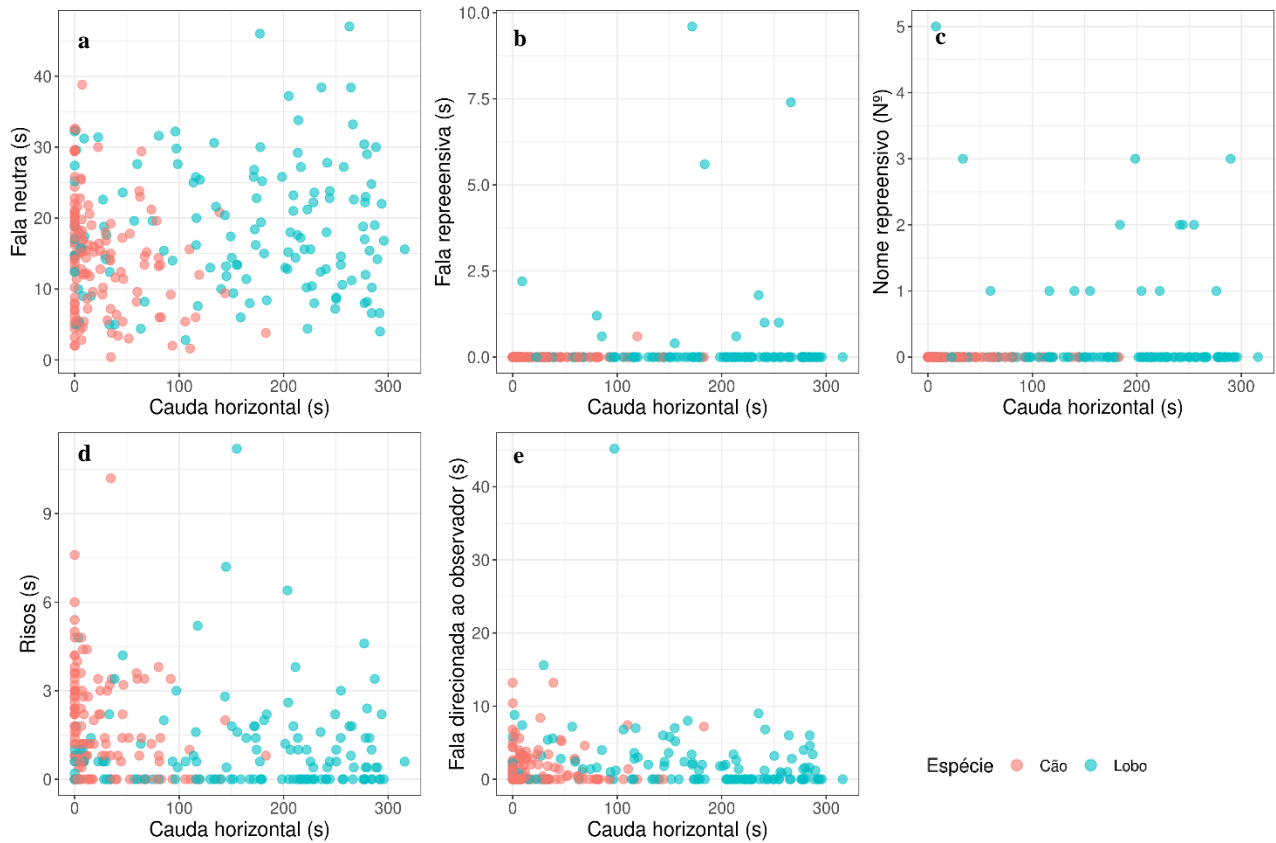 a
Fala neutra (s)
40
30
20
10
0
0 100 200 300
Cauda horizontal (s)
b
Fala repreeensiva (s)
10.0
7.5
5.0
2.5
0.0
0 100 200 300
Cauda horizontal (s)
c
Nome repreensivo (Nº)
5
4
3
2
1
0
0 100 200 300
Cauda horizontal (s)
d
Risos (s)
9
6
3
0
0 100 200 300
Cauda horizontal (s)
e
Fala direcionada ao observador (s)
40
30
20
10
0
0 100 200 300
Cauda horizontal (s)
Espécie Cão Lobo